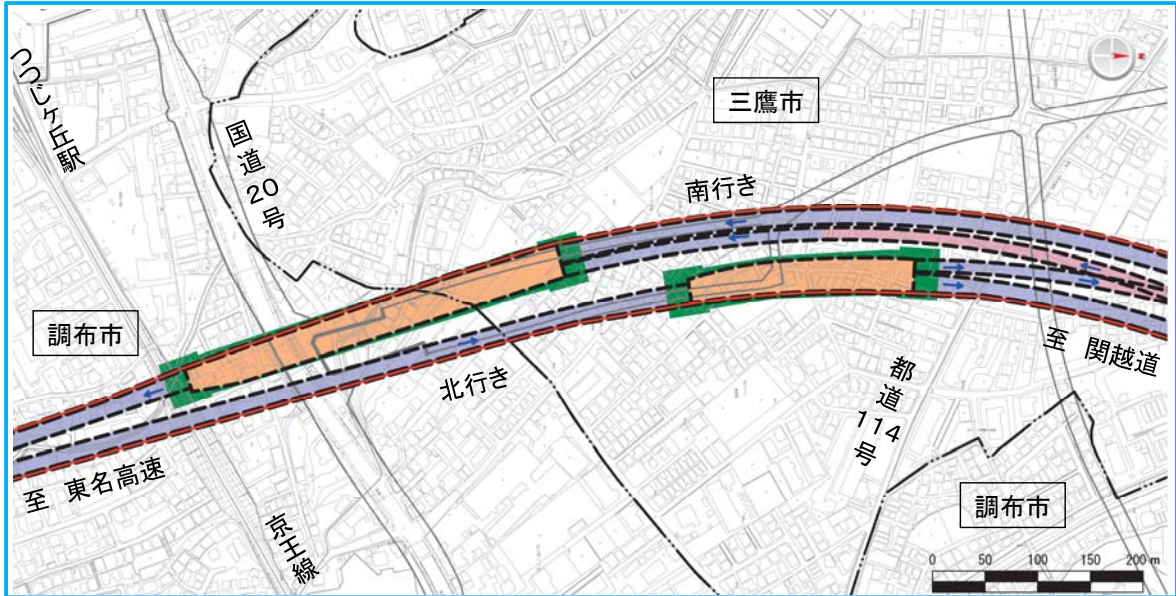 つつじヶ丘駅
国道20号
三鷹市
N
南行き
調布市
北行き
至 関越道
都道114号
至 東名高速
京王線
調布市
0 50 100 150 200 m